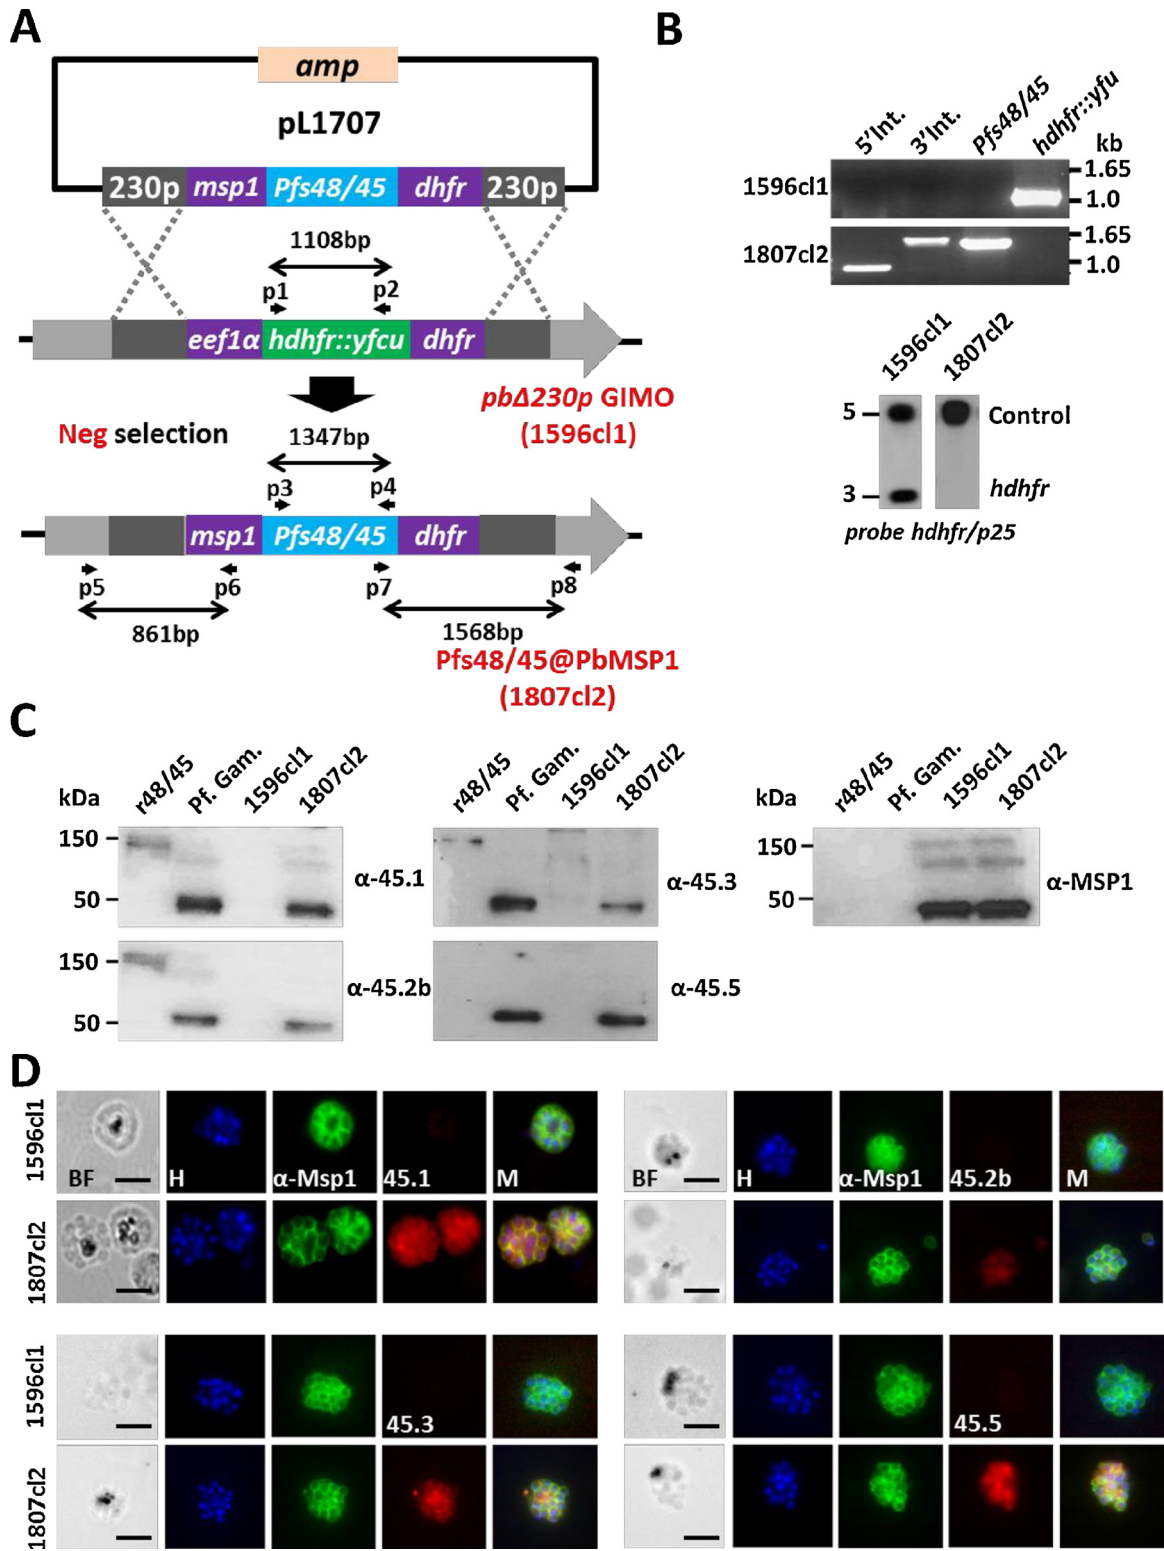 A
amp
pL1707
230p msp1 Pfs48/45 dhfr 230p
1108bp
p1 p2
eef1α hdhfr::yfcu dhfr
pbΔ230p GIMO
(1596cl1)
Neg selection
1347bp
p3 p4
msp1 Pfs48/45 dhfr
p5 p6 p7 p8
861bp 1568bp
Pfs48/45@PbMSP1
(1807cl2)
B
5'Int. 3'Int. Pfs48/45 hdhfr::yfu
kb
1596cl1 1.65
1.0
1807cl2 1.65
1.0
1596cl1 1807cl2
5 Control
3 hdhfr
probe hdhfr/p25
C
kDa r48/45 Pf. Gam. 1596cl1 1807cl2
150
50
α-45.1
150
50
α-45.2b
r48/45 Pf. Gam. 1596cl1 1807cl2
α-45.3
α-45.5
kDa r48/45 Pf. Gam. 1596cl1 1807cl2
150
50
α-MSP1
D
1596cl1 BF H α-Msp1 45.1 M
1807cl2
BF H α-Msp1 45.2b M
1596cl1 45.3
1807cl2
45.5